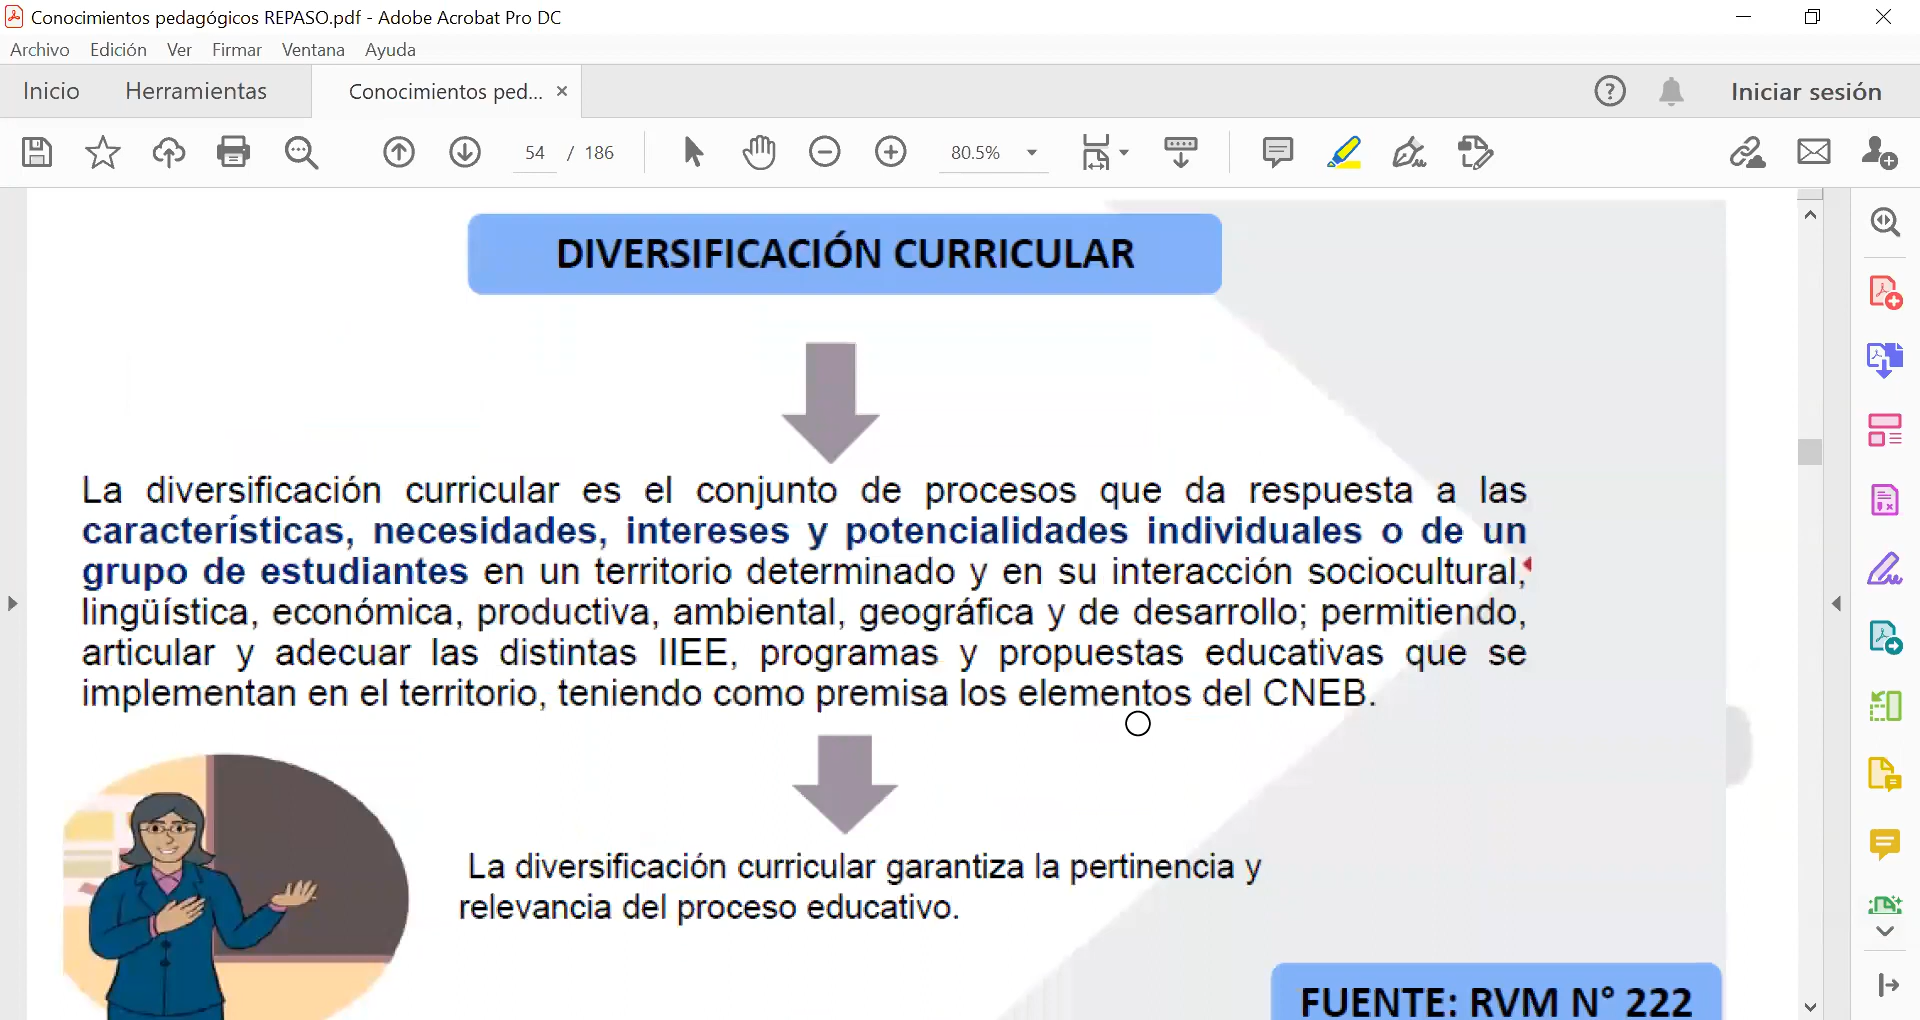 Conocimientos pedagógicos REPASO.pdf - Adobe Acrobat Pro DC
Archivo Edición Ver Firmar Ventana Ayuda
Inicio Herramientas Conocimientos ped... × Iniciar sesión
54 / 186 80.5%
DIVERSIFICACIÓN CURRICULAR
La diversificación curricular es el conjunto de procesos que da respuesta a las
características, necesidades, intereses y potencialidades individuales o de un
grupo de estudiantes en un territorio determinado y en su interacción sociocultural,
lingüística, económica, productiva, ambiental, geográfica y de desarrollo; permitiendo,
articular y adecuar las distintas IIEE, programas y propuestas educativas que se
implementan en el territorio, teniendo como premisa los elementos del CNEB.
La diversificación curricular garantiza la pertinencia y
relevancia del proceso educativo.
FUENTE: RVM N° 222